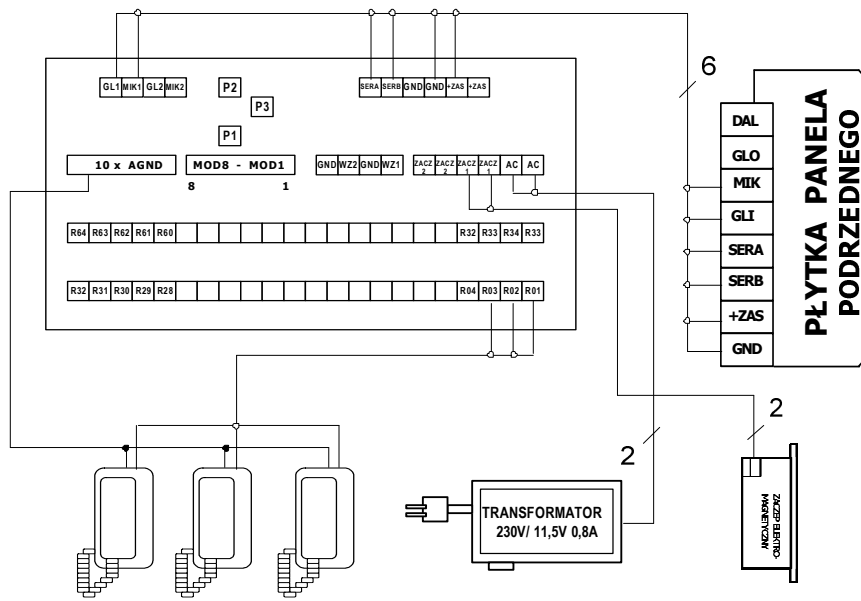 6
GL1 MIK1 GL2 MIK2
P2
P3
P1
SERA SERB GND GND +ZAS +ZAS
10 x AGND
MOD8 - MOD1
8 1
GND WZ2 GND WZ1
ZACZ 2 ZACZ 2 ZACZ 1 ZACZ 1 AC AC
R64 R63 R62 R61 R60 R32 R33 R34 R33
R32 R31 R30 R29 R28 R04 R03 R02 R01
DAL
GLO
MIK
GLI
SERA
SERB
+ZAS
GND
PŁYTKA PANELA
PODRZEDNEGO
2
2
TRANSFORMATOR
230V/ 11,5V 0,8A
ZACZEP ELEKTRO-
MAGNETYCZNY